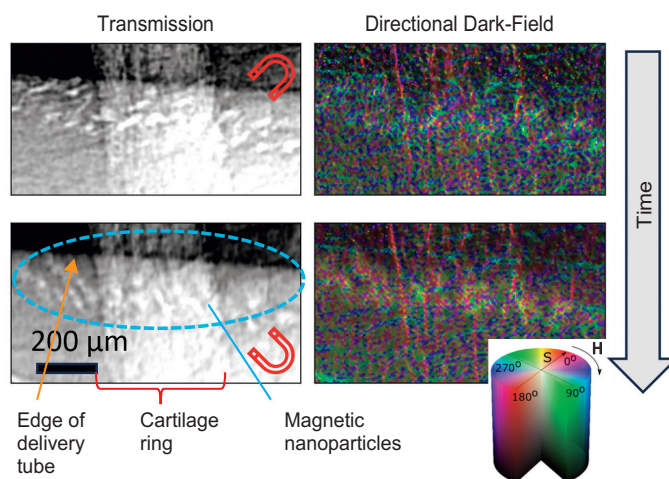 Transmission
Directional Dark-Field
Time
200 µm
Edge of
delivery
tube
Cartilage
ring
Magnetic
nanoparticles
H
S
0°
270°
180°
90°